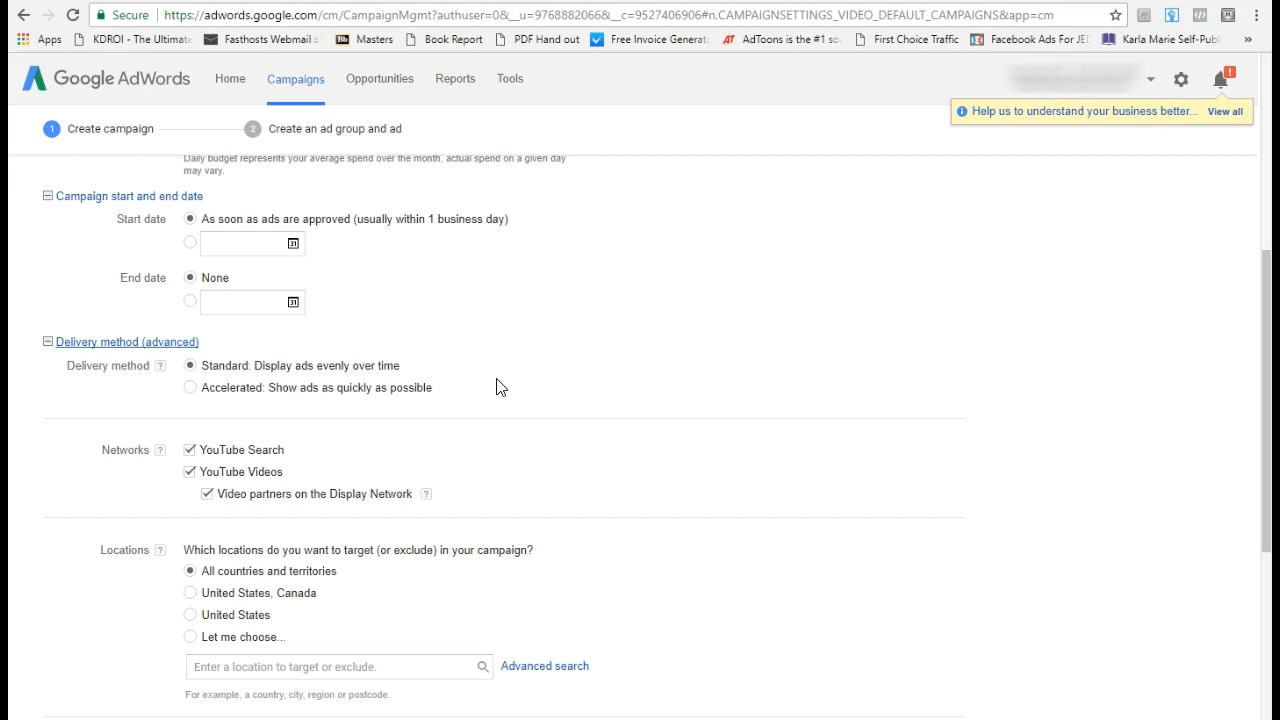 Secure https://adwords.google.com/cm/CampaignMgmt?authuser=0&__u=9768882066&__c=9527406906#n.CAMPAIGNSETTINGS_VIDEO_DEFAULT_CAMPAIGNS&app=cm
Apps KDROI - The Ultimate Fasthosts Webmail :: Masters Book Report PDF Hand out Free Invoice Generat AT AdToons is the #1 so First Choice Traffic Facebook Ads For JE Karla Marie Self-Pub »
Google AdWords Home Campaigns Opportunities Reports Tools !
Help us to understand your business better... View all
1 Create campaign 2 Create an ad group and ad
Daily budget represents your average spend over the month, actual spend on a given day
may vary.
Campaign start and end date
Start date As soon as ads are approved (usually within 1 business day)
31
End date None
31
Delivery method (advanced)
Delivery method ? Standard: Display ads evenly over time
Accelerated: Show ads as quickly as possible
Networks ? YouTube Search
YouTube Videos
Video partners on the Display Network ?
Locations ? Which locations do you want to target (or exclude) in your campaign?
All countries and territories
United States, Canada
United States
Let me choose...
Enter a location to target or exclude. Advanced search
For example, a country, city, region or postcode.